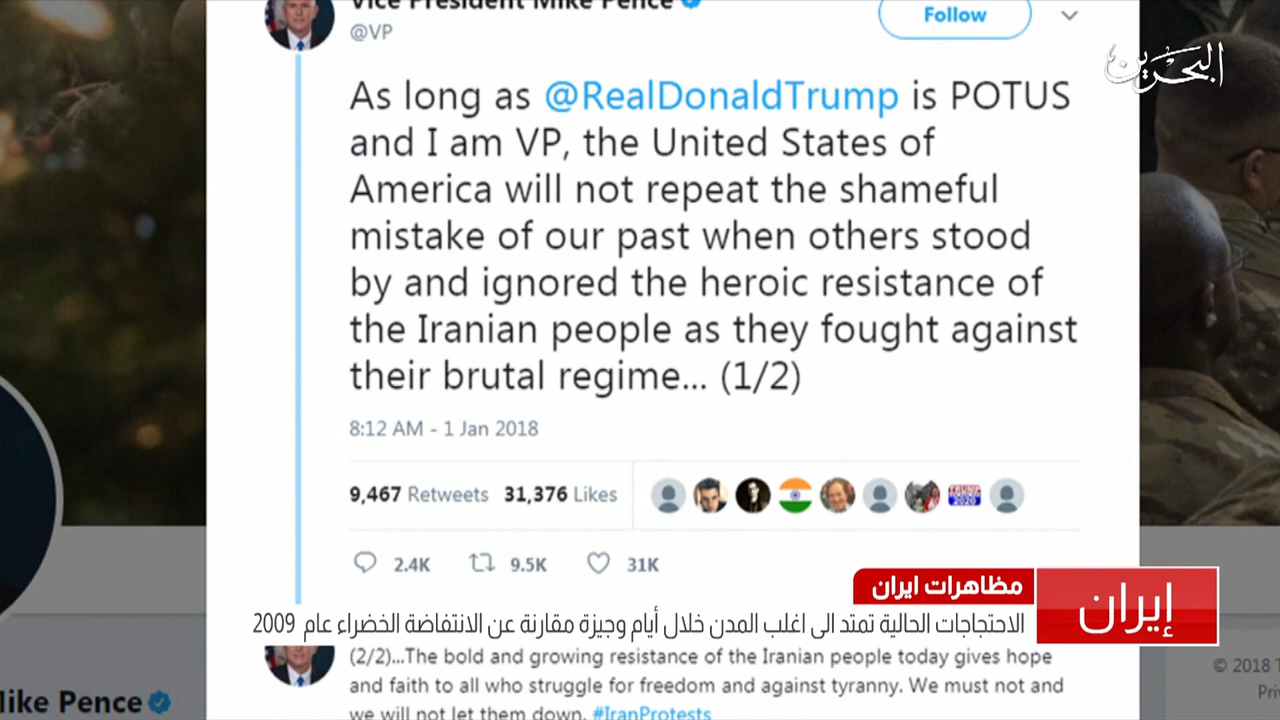 Vice President Mike Pence
@VP
Follow
البحرين
As long as @RealDonaldTrump is POTUS
and I am VP, the United States of
America will not repeat the shameful
mistake of our past when others stood
by and ignored the heroic resistance of
the Iranian people as they fought against
their brutal regime... (1/2)
8:12 AM - 1 Jan 2018
9,467 Retweets 31,376 Likes
TRUMP
2020
2.4K 9.5K 31K
مظاهرات ايران
إيران
الاحتجاجات الحالية تمتد الى اغلب المدن خلال أيام وجيزة مقارنة عن الانتفاضة الخضراء عام 2009
(2/2)...The bold and growing resistance of the Iranian people today gives hope
and faith to all who struggle for freedom and against tyranny. We must not and
we will not let them down. #IranProtests
Mike Pence
© 2018